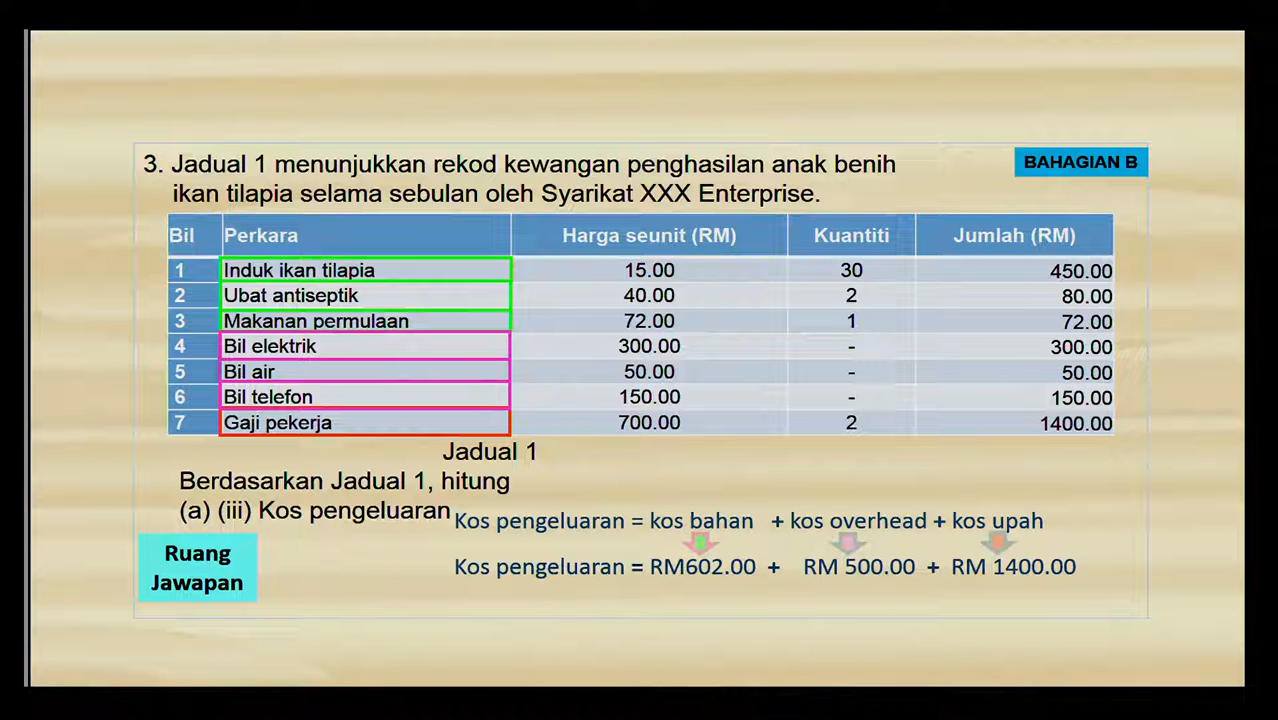 3. Jadual 1 menunjukkan rekod kewangan penghasilan anak benih
BAHAGIAN B
ikan tilapia selama sebulan oleh Syarikat XXX Enterprise.
Bil Perkara Harga seunit (RM) Kuantiti Jumlah (RM)
1 Induk ikan tilapia 15.00 30 450.00
2 Ubat antiseptik 40.00 2 80.00
3 Makanan permulaan 72.00 1 72.00
4 Bil elektrik 300.00 - 300.00
5 Bil air 50.00 - 50.00
6 Bil telefon 150.00 - 150.00
7 Gaji pekerja 700.00 2 1400.00
Jadual 1
Berdasarkan Jadual 1, hitung
(a) (iii) Kos pengeluaran
Kos pengeluaran = kos bahan + kos overhead + kos upah
Ruang
Jawapan
Kos pengeluaran = RM602.00 + RM 500.00 + RM 1400.00